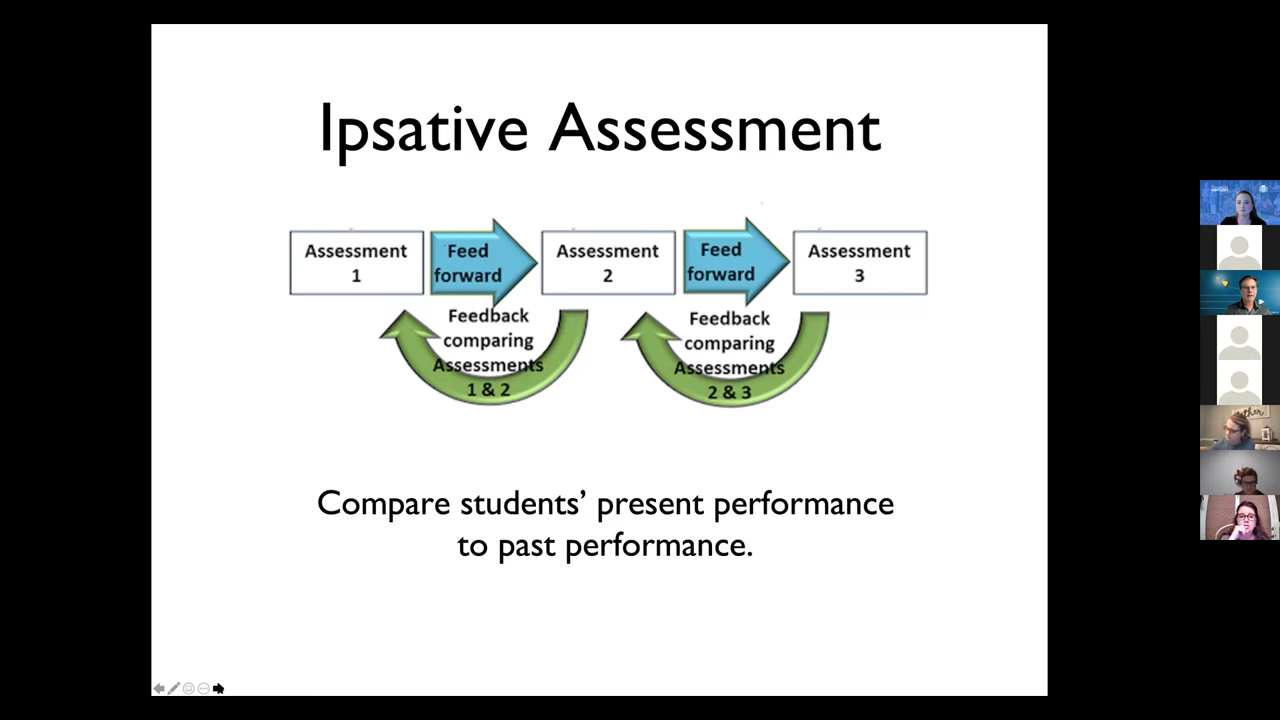 Ipsative Assessment
Assessment
1
Feed
forward
Assessment
2
Feed
forward
Assessment
3
Feedback
comparing
Assessments
1 & 2
Feedback
comparing
Assessments
2 & 3
Compare students’ present performance
to past performance.